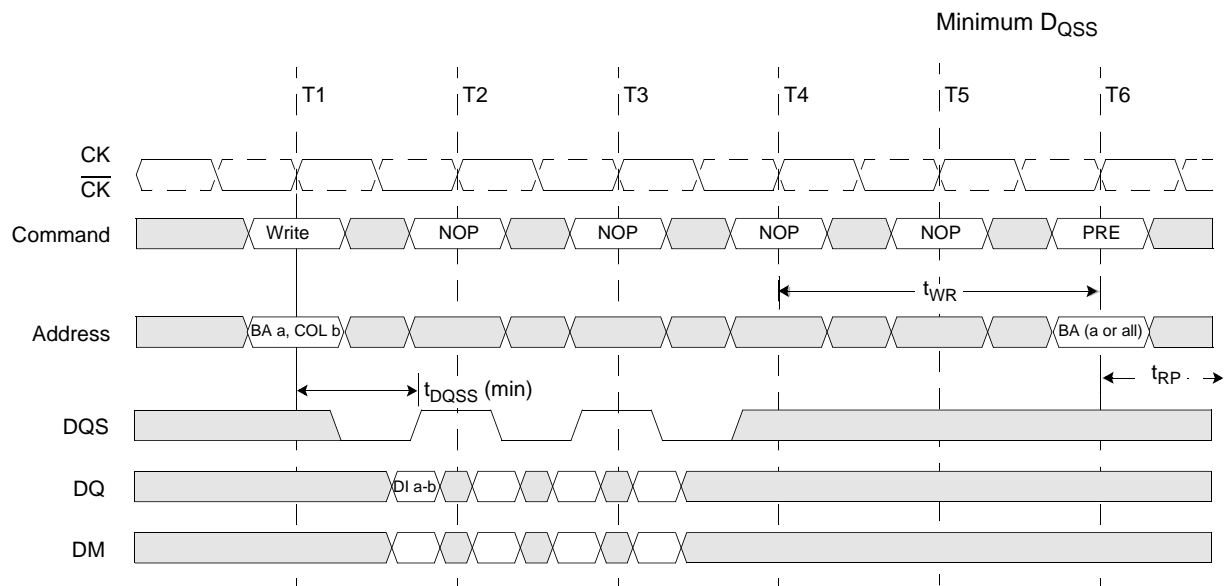 Minimum DQSS
T1 T2 T3 T4 T5 T6
CK
CK
Command Write NOP NOP NOP NOP PRE
tWR
Address BA a, COL b BA (a or all)
tDQSS (min) tRP
DQS
DQ DI a-b
DM